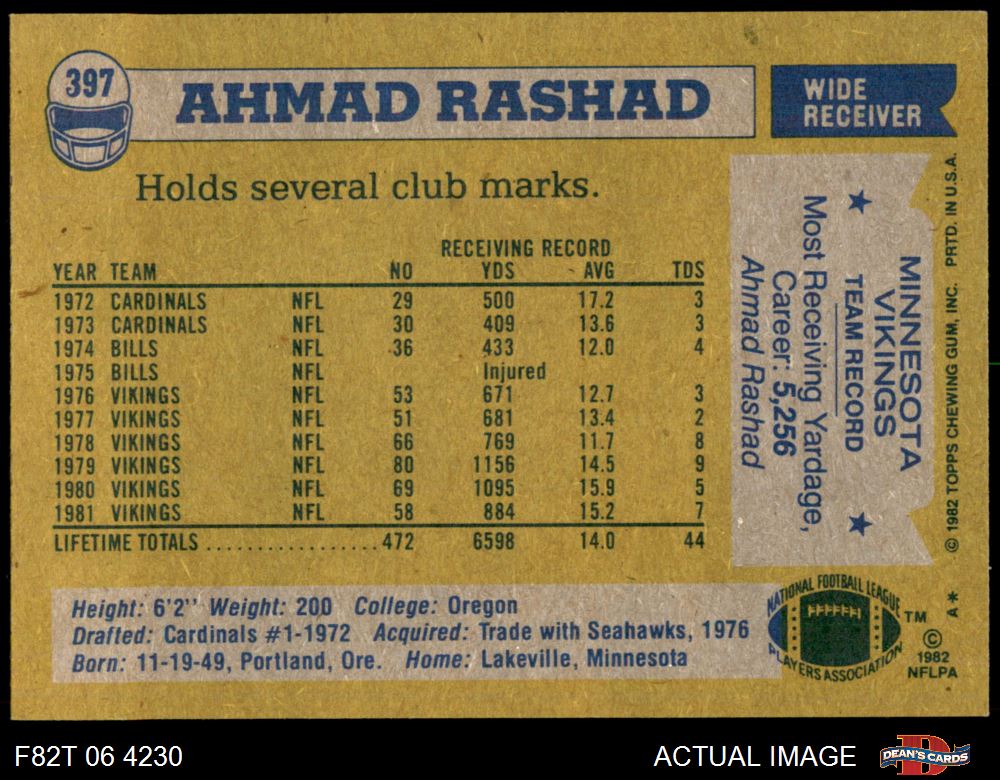 397
AHMAD RASHAD
WIDE
RECEIVER
Holds several club marks.
RECEIVING RECORD
YEAR TEAM NO YDS AVG TDS
1972 CARDINALS NFL 29 500 17.2 3
1973 CARDINALS NFL 30 409 13.6 3
1974 BILLS NFL 36 433 12.0 4
1975 BILLS NFL Injured
1976 VIKINGS NFL 53 671 12.7 3
1977 VIKINGS NFL 51 681 13.4 2
1978 VIKINGS NFL 66 769 11.7 8
1979 VIKINGS NFL 80 1156 14.5 9
1980 VIKINGS NFL 69 1095 15.9 5
1981 VIKINGS NFL 58 884 15.2 7
LIFETIME TOTALS ................. 472 6598 14.0 44
MINNESOTA
VIKINGS
TEAM RECORD
Most Receiving Yardage,
Career: 5,256
Ahmad Rashad
© 1982 TOPPS CHEWING GUM, INC. PRTD. IN U.S.A.
Height: 6'2'' Weight: 200 College: Oregon
Drafted: Cardinals #1-1972 Acquired: Trade with Seahawks, 1976
Born: 11-19-49, Portland, Ore. Home: Lakeville, Minnesota
NATIONAL FOOTBALL LEAGUE
PLAYERS ASSOCIATION
TM
A*
©
1982
NFLPA
F82T 06 4230
ACTUAL IMAGE
DEAN'S CARDS